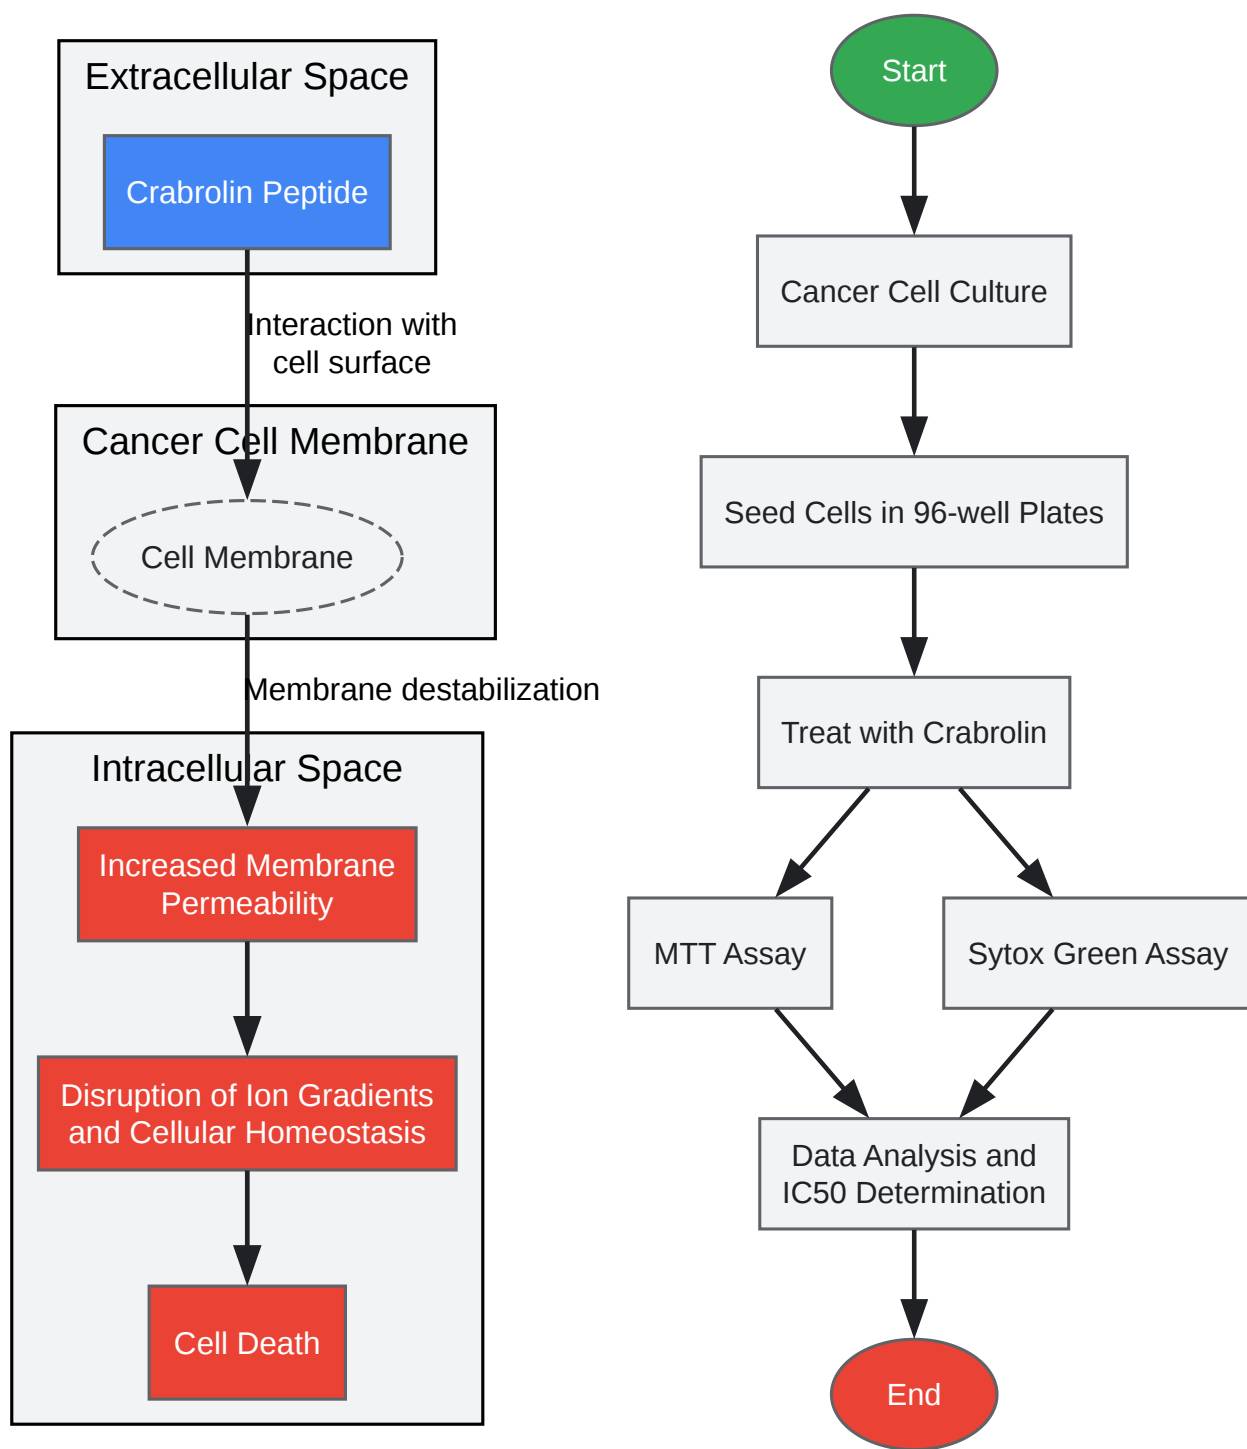 Extracellular Space
Crabrolin Peptide
Interaction with
cell surface
Cancer Cell Membrane
Cell Membrane
Membrane destabilization
Intracellular Space
Increased Membrane
Permeability
Disruption of Ion Gradients
and Cellular Homeostasis
Cell Death
Start
Cancer Cell Culture
Seed Cells in 96-well Plates
Treat with Crabrolin
MTT Assay
Sytox Green Assay
Data Analysis and
IC50 Determination
End